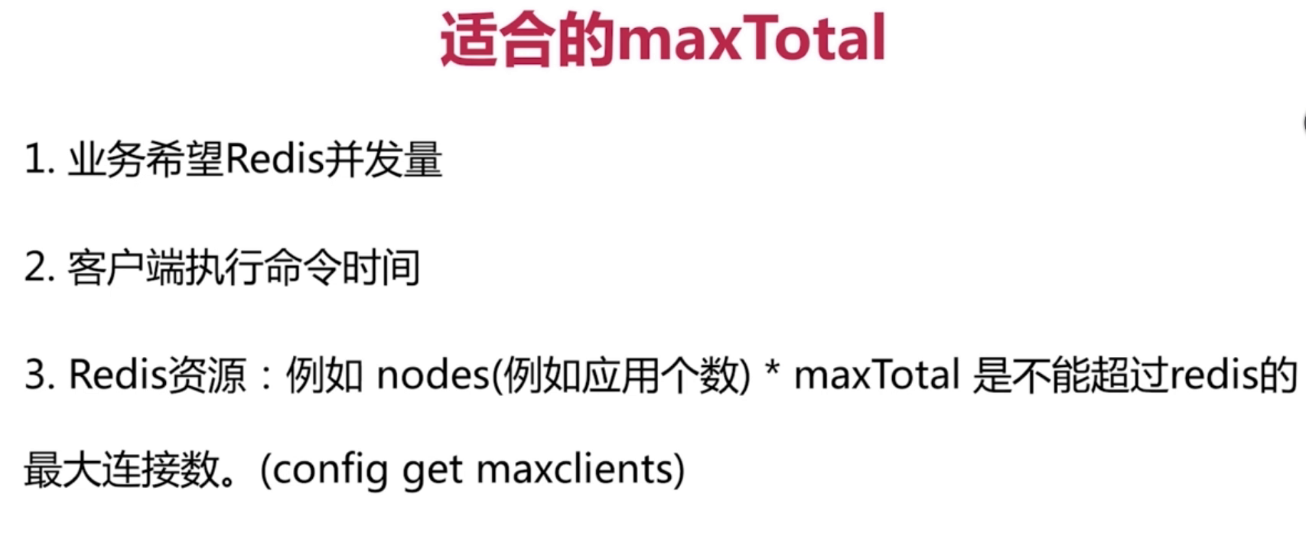 适合的maxTotal
1. 业务希望Redis并发量
2. 客户端执行命令时间
3. Redis资源：例如 nodes(例如应用个数) * maxTotal 是不能超过redis的
最大连接数。(config get maxclients)